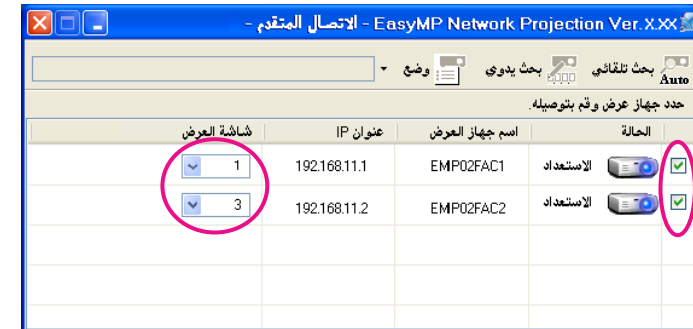 EasyMP Network Projection Ver.X.XX - الاتصال المتقدم -
بحث تلقائي Auto بحث يدوي وضع
حدد جهاز عرض وقم بتوصيله.
الحالة اسم جهاز العرض عنوان IP شاشة العرض
الاستعداد EMP02FAC1 192.168.11.1 1
الاستعداد EMP02FAC2 192.168.11.2 3